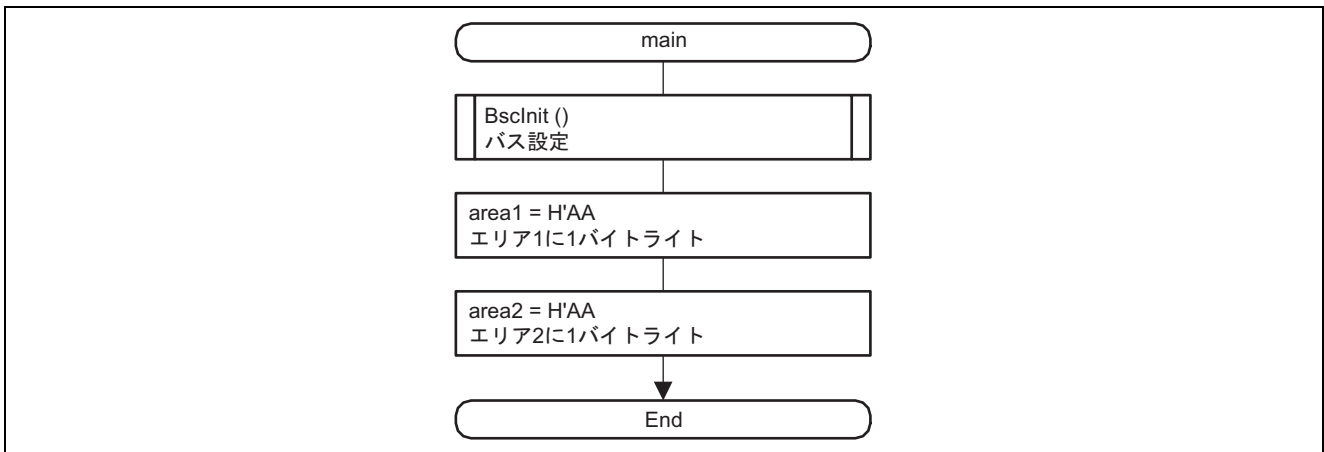 main
BscInit ()
バス設定
area1 = H'AA
エリア1に1バイトライト
area2 = H'AA
エリア2に1バイトライト
End